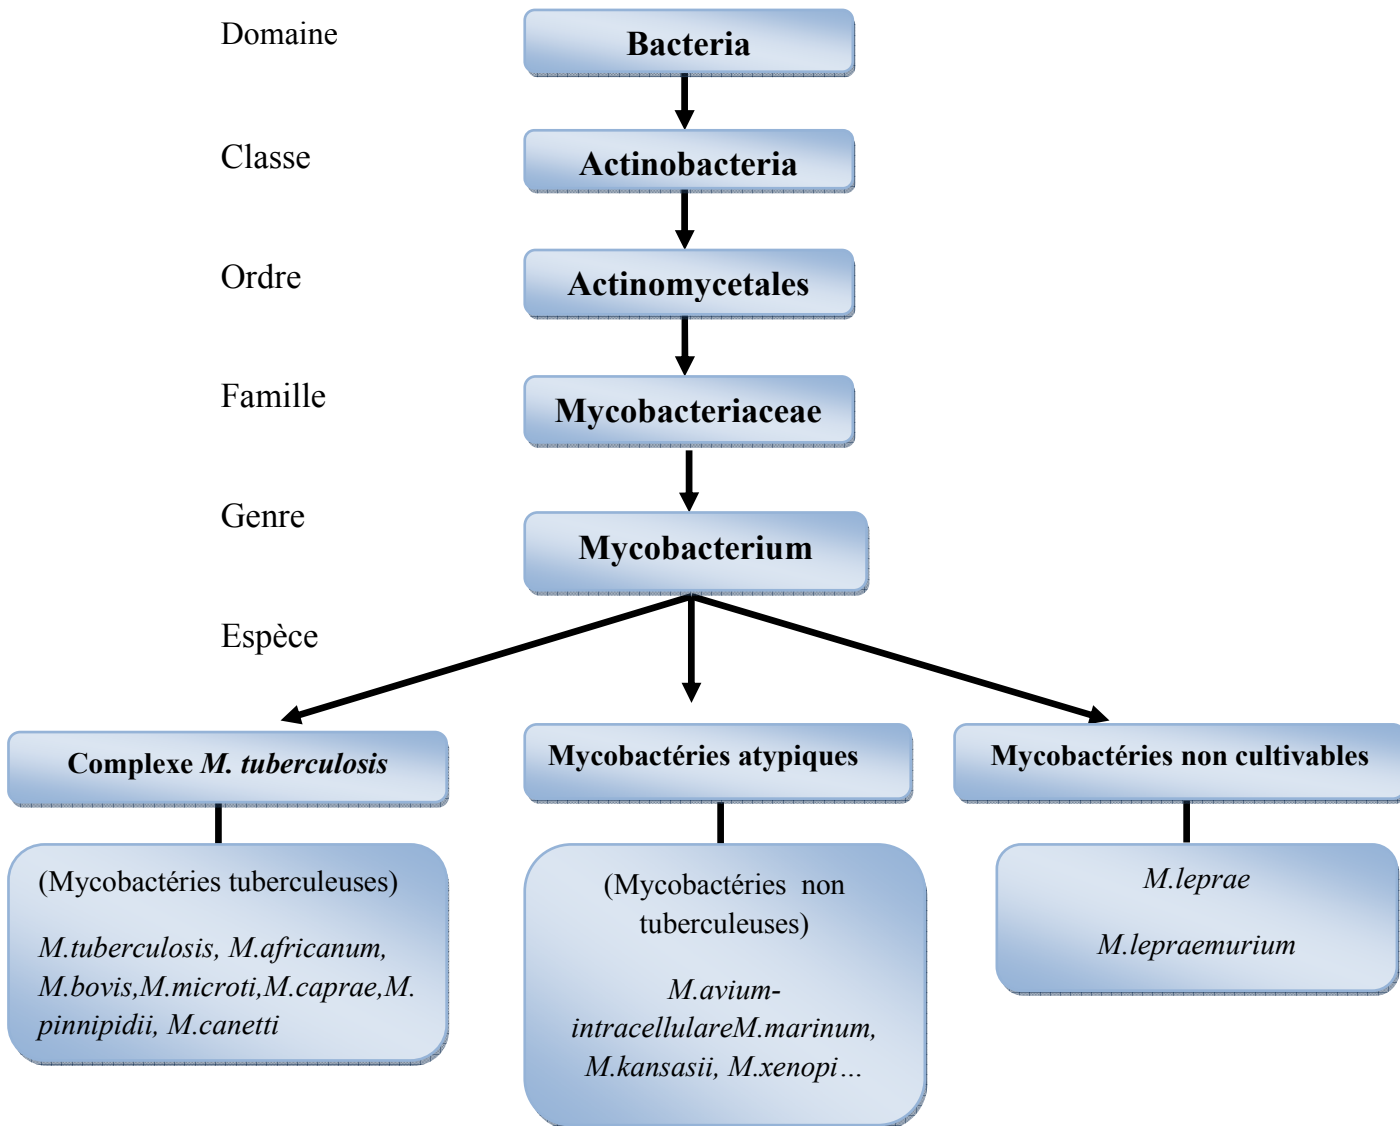 Domaine
Bacteria
Classe
Actinobacteria
Ordre
Actinomycetales
Famille
Mycobacteriaceae
Genre
Mycobacterium
Espèce
Complexe M. tuberculosis
(Mycobactéries tuberculeuses)
M.tuberculosis, M.africanum,
M.bovis,M.microti,M.caprae,M.
pinnipidii, M.canetti
Mycobactéries atypiques
(Mycobactéries non
tuberculeuses)
M.avium-
intracellulareM.marinum,
M.kansasii, M.xenopi...
Mycobactéries non cultivables
M.leprae
M.lepraemurium